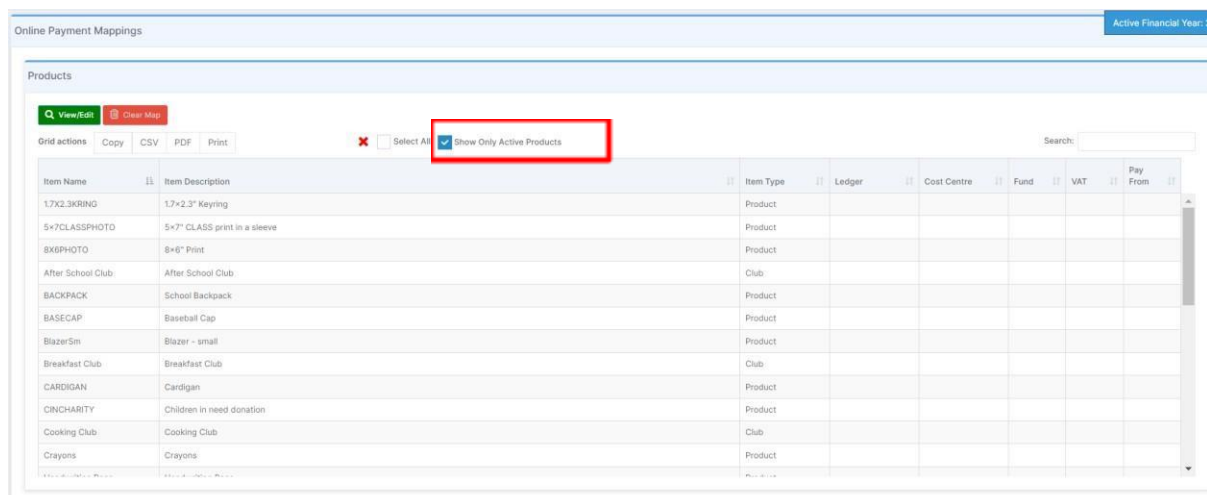 Active Financial Year:
Online Payment Mappings
Products
View/Edit Clear Map
Grid actions Copy CSV PDF Print Select All Show Only Active Products Search:
Item Name Item Description Item Type Ledger Cost Centre Fund VAT Pay From
1.7X2.3KRING 1.7×2.3" Keyring Product
5×7CLASSPHOTO 5×7" CLASS print in a sleeve Product
8X6PHOTO 8×6" Print Product
After School Club After School Club Club
BACKPACK School Backpack Product
BASECAP Baseball Cap Product
BlazerSm Blazer - small Product
Breakfast Club Breakfast Club Club
CARDIGAN Cardigan Product
CINCHARITY Children in need donation Product
Cooking Club Cooking Club Club
Crayons Crayons Product